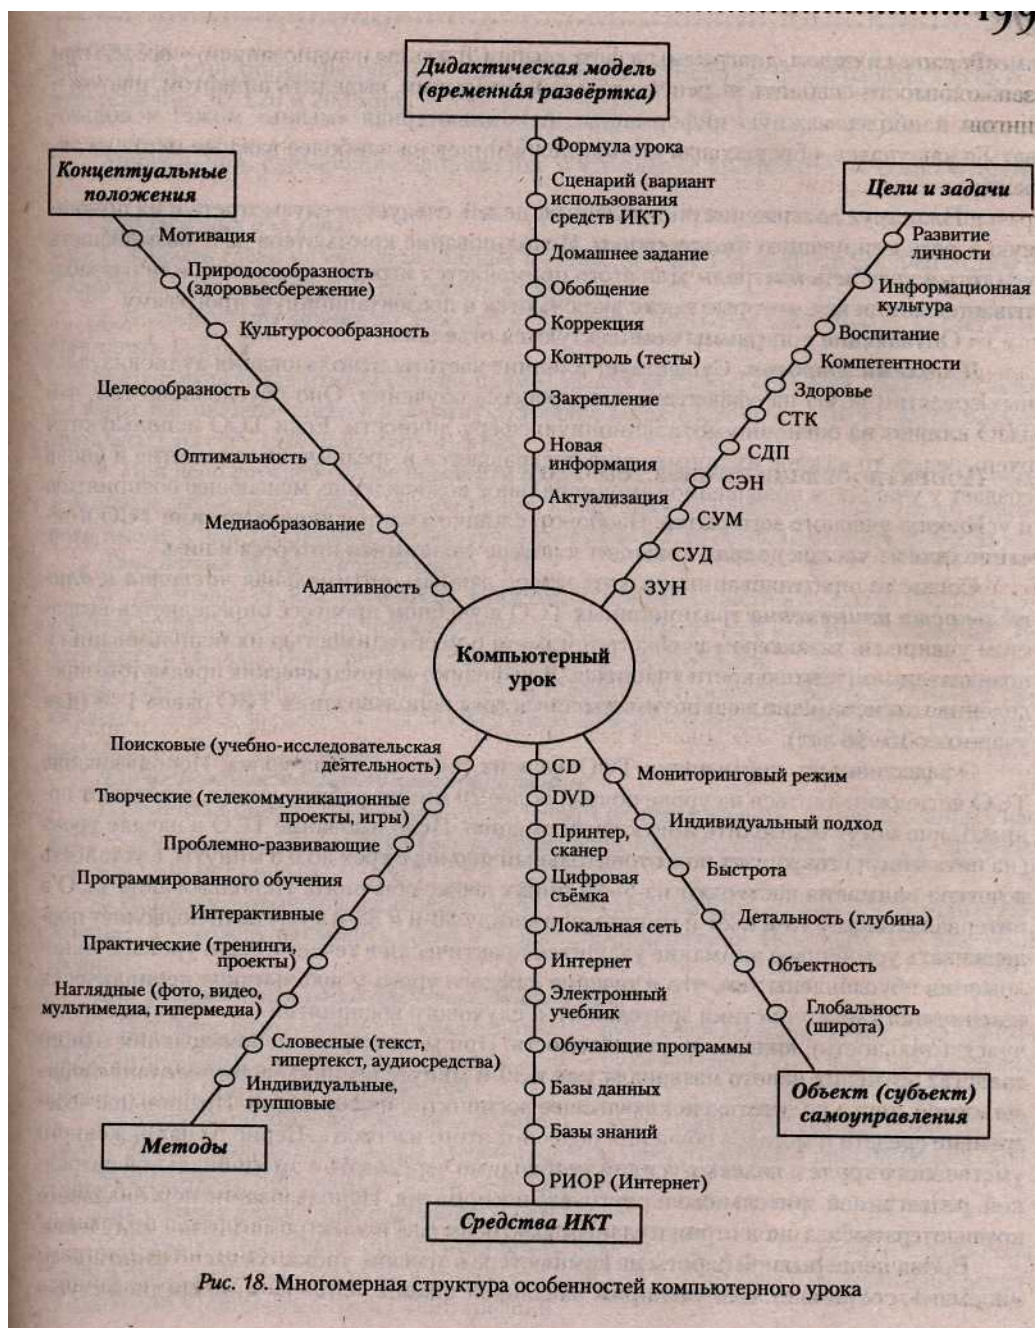 199
Дидактическая модель
(временна́я развёртка)
Формула урока
Сценарий (вариант
использования
средств ИКТ)
Домашнее задание
Обобщение
Коррекция
Контроль (тесты)
Закрепление
Новая
информация
Актуализация
Концептуальные
положения
Мотивация
Природосообразность
(здоровьесбережение)
Культуросообразность
Целесообразность
Оптимальность
Медиаобразование
Адаптивность
Цели и задачи
Развитие
личности
Информационная
культура
Воспитание
Компетентности
Здоровье
СТК
СДП
СЭН
СУМ
СУД
ЗУН
Компьютерный
урок
Поисковые (учебно-исследовательская
деятельность)
Творческие (телекоммуникационные
проекты, игры)
Проблемно-развивающие
Программированного обучения
Интерактивные
Практические (тренинги,
проекты)
Наглядные (фото, видео,
мультимедиа, гипермедиа)
Словесные (текст,
гипертекст, аудиосредства)
Индивидуальные,
групповые
Методы
CD
DVD
Принтер,
сканер
Цифровая
съёмка
Локальная сеть
Интернет
Электронный
учебник
Обучающие программы
Базы данных
Базы знаний
РИОР (Интернет)
Средства ИКТ
Мониторинговый режим
Индивидуальный подход
Быстрота
Детальность (глубина)
Объектность
Глобальность
(широта)
Объект (субъект)
самоуправления
Рис. 18. Многомерная структура особенностей компьютерного урока